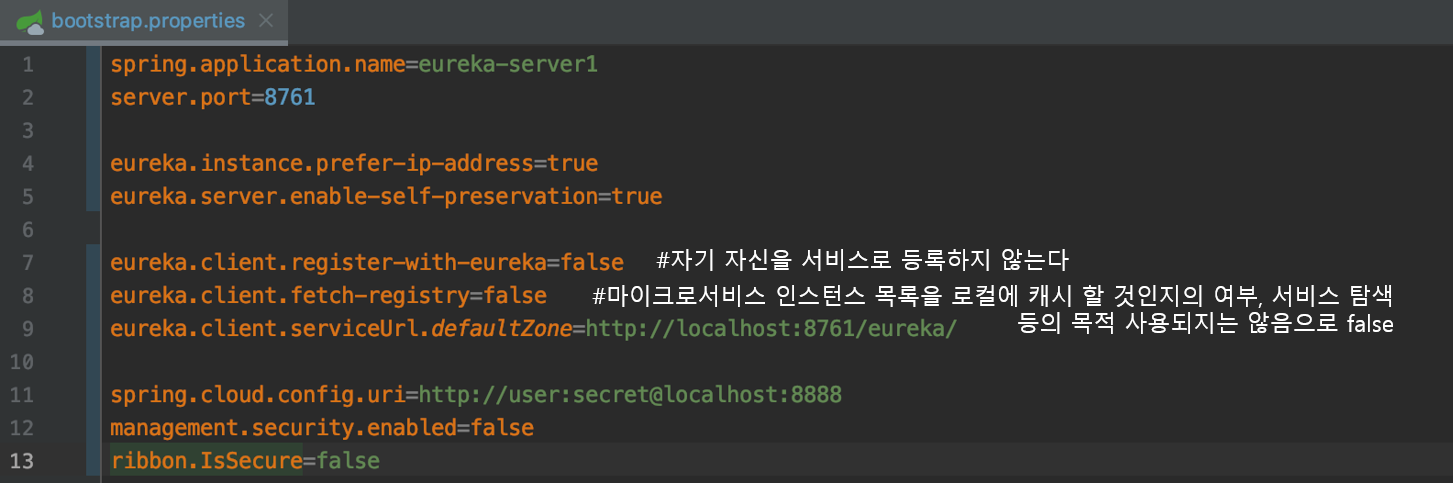 bootstrap.properties
1 spring.application.name=eureka-server1
2 server.port=8761
3
4 eureka.instance.prefer-ip-address=true
5 eureka.server.enable-self-preservation=true
6
7 eureka.client.register-with-eureka=false #자기 자신을 서비스로 등록하지 않는다
8 eureka.client.fetch-registry=false #마이크로서비스 인스턴스 목록을 로컬에 캐시 할 것인지의 여부, 서비스 탐색
9 eureka.client.serviceUrl.defaultZone=http://localhost:8761/eureka/ 등의 목적 사용되지는 않음으로 false
10
11 spring.cloud.config.uri=http://user:secret@localhost:8888
12 management.security.enabled=false
13 ribbon.IsSecure=false